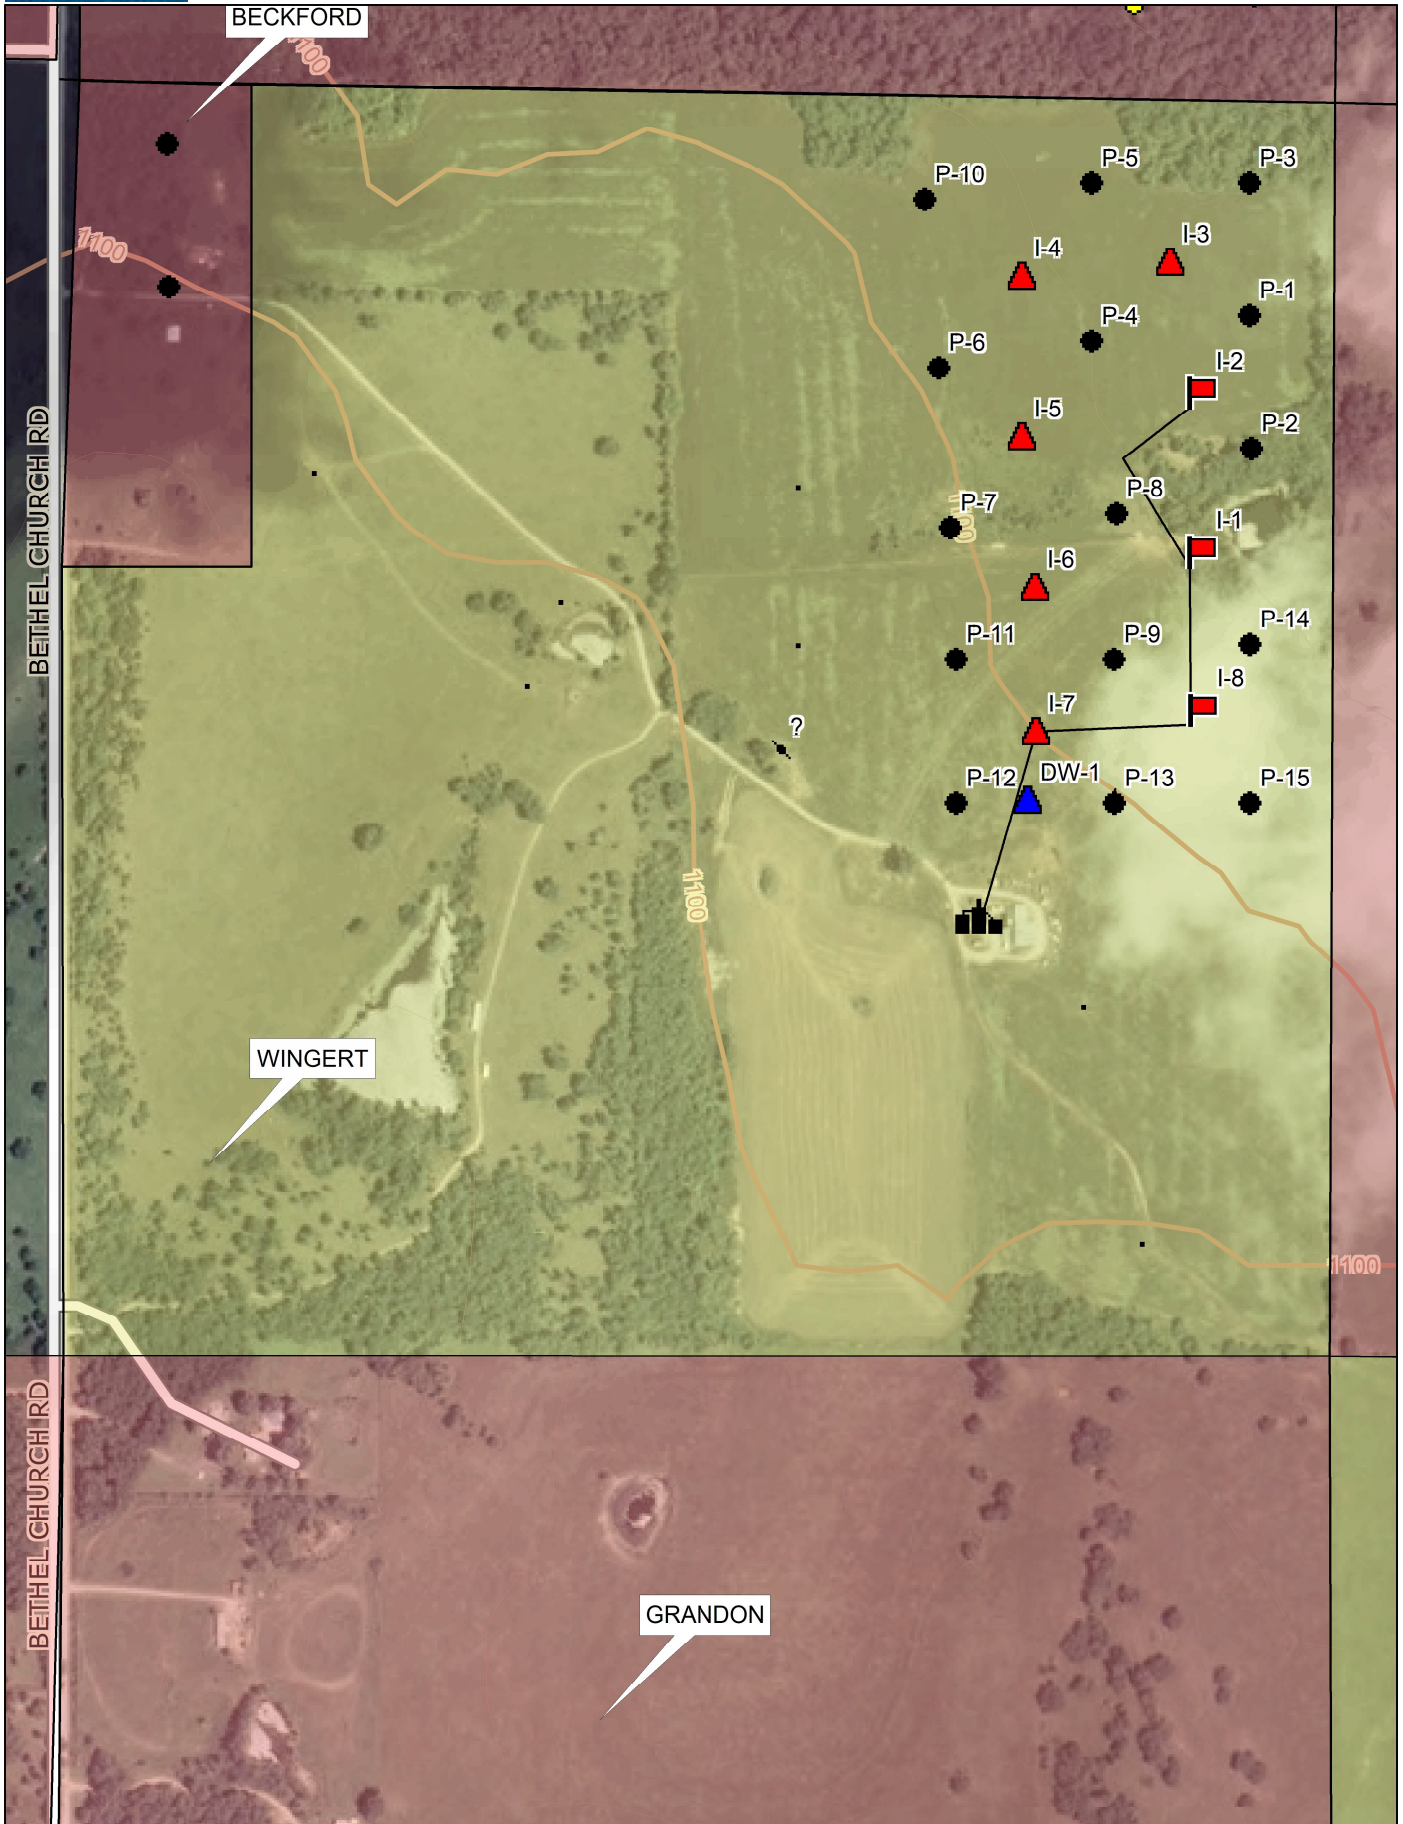 BECKFORD
1100
P-5
P-3
P-10
1100
I-3
I-4
P-1
P-4
P-6
I-2
I-5
P-2
BETHEL CHURCH RD
P-8
P-7
1100
I-1
I-6
P-14
P-11
P-9
I-8
I-7
?
DW-1
P-12
P-13
P-15
1100
WINGERT
1100
BETHEL CHURCH RD
GRANDON